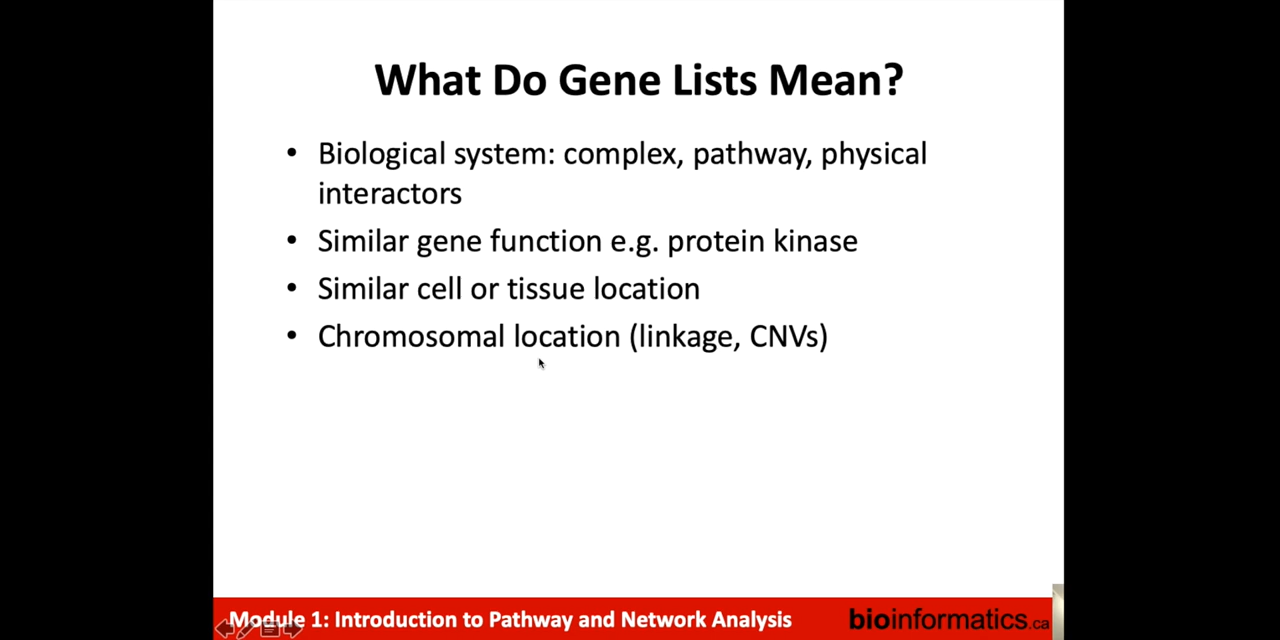 What Do Gene Lists Mean?
• Biological system: complex, pathway, physical
interactors
• Similar gene function e.g. protein kinase
• Similar cell or tissue location
• Chromosomal location (linkage, CNVs)
Module 1: Introduction to Pathway and Network Analysis
bioinformatics.ca